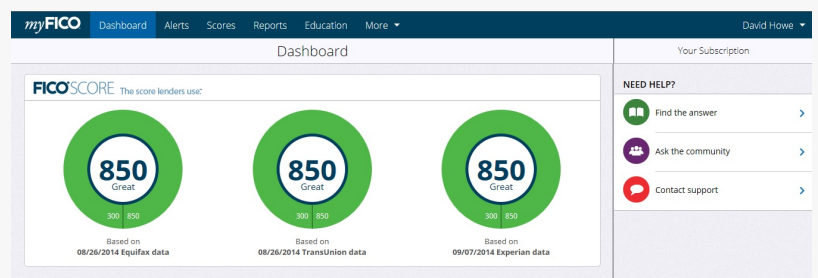 myFICO Dashboard Alerts Scores Reports Education More David Howe
Dashboard
Your Subscription
FICO SCORE The score lenders use.
NEED HELP?
Find the answer
Ask the community
Contact support
850
Great
300 850
Based on
08/26/2014 Equifax data
850
Great
300 850
Based on
08/26/2014 TransUnion data
850
Great
300 850
Based on
09/07/2014 Experian data